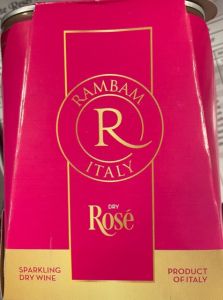 RAMBAM
R
ITALY
DRY
Rosé
SPARKLING
DRY WINE
PRODUCT
OF ITALY